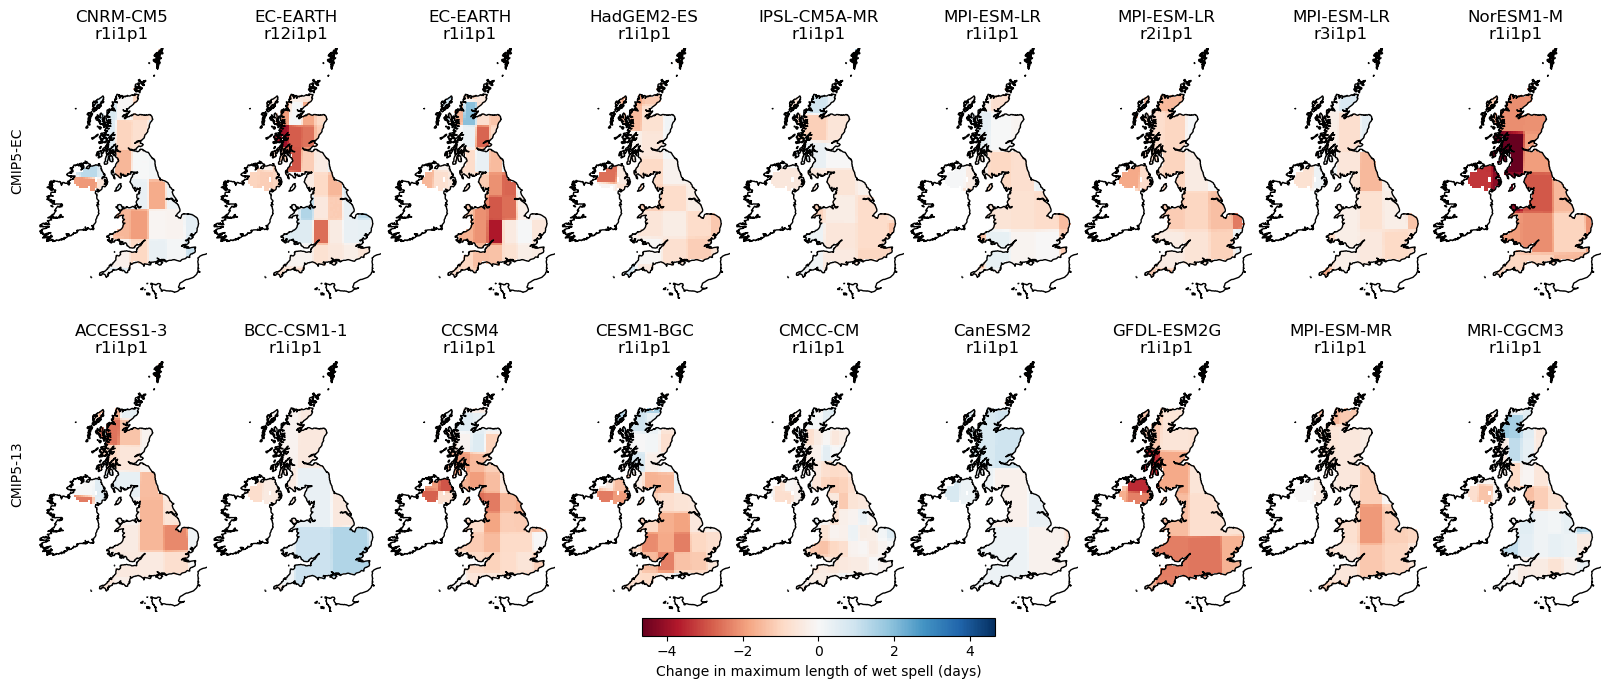 CNRM-CM5
r1i1p1
EC-EARTH
r12i1p1
EC-EARTH
r1i1p1
HadGEM2-ES
r1i1p1
IPSL-CM5A-MR
r1i1p1
MPI-ESM-LR
r1i1p1
MPI-ESM-LR
r2i1p1
MPI-ESM-LR
r3i1p1
NorESM1-M
r1i1p1
CMIP5-EC
ACCESS1-3
r1i1p1
BCC-CSM1-1
r1i1p1
CCSM4
r1i1p1
CESM1-BGC
r1i1p1
CMCC-CM
r1i1p1
CanESM2
r1i1p1
GFDL-ESM2G
r1i1p1
MPI-ESM-MR
r1i1p1
MRI-CGCM3
r1i1p1
CMIP5-13
−4 −2 0 2 4
Change in maximum length of wet spell (days)